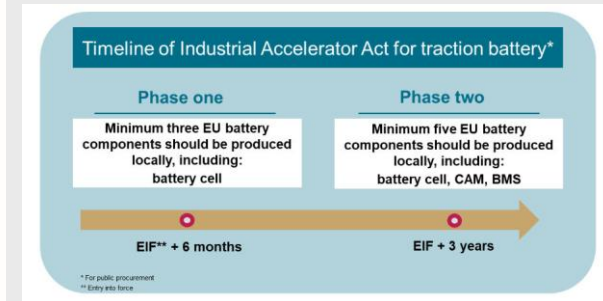 Timeline of Industrial Accelerator Act for traction battery*
Phase one
Minimum three EU battery
components should be produced
locally, including:
battery cell
Phase two
Minimum five EU battery
components should be produced
locally, including:
battery cell, CAM, BMS
EIF** + 6 months
EIF + 3 years
* For public procurement
** Entry into force